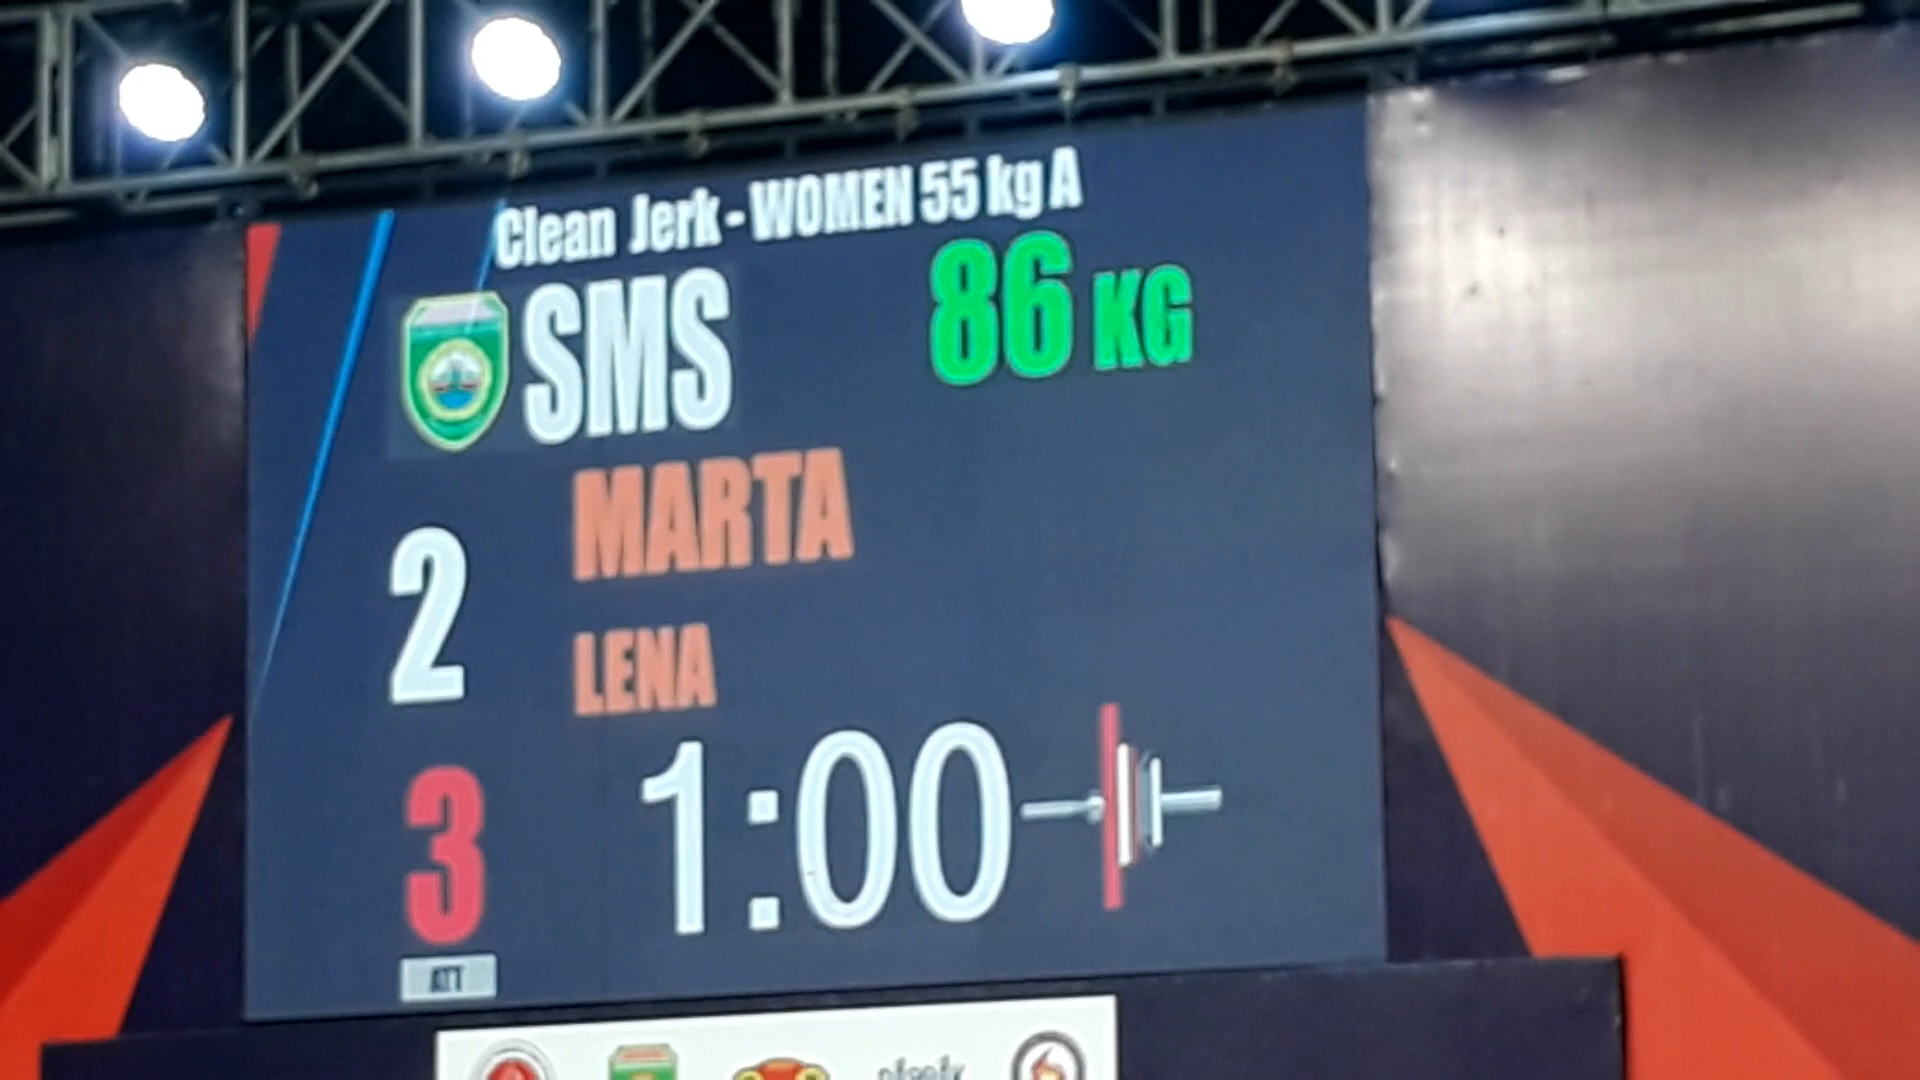 Clean Jerk - WOMEN 55 kg A
SMS
86 KG
MARTA
2
LENA
3
1:00
ATT